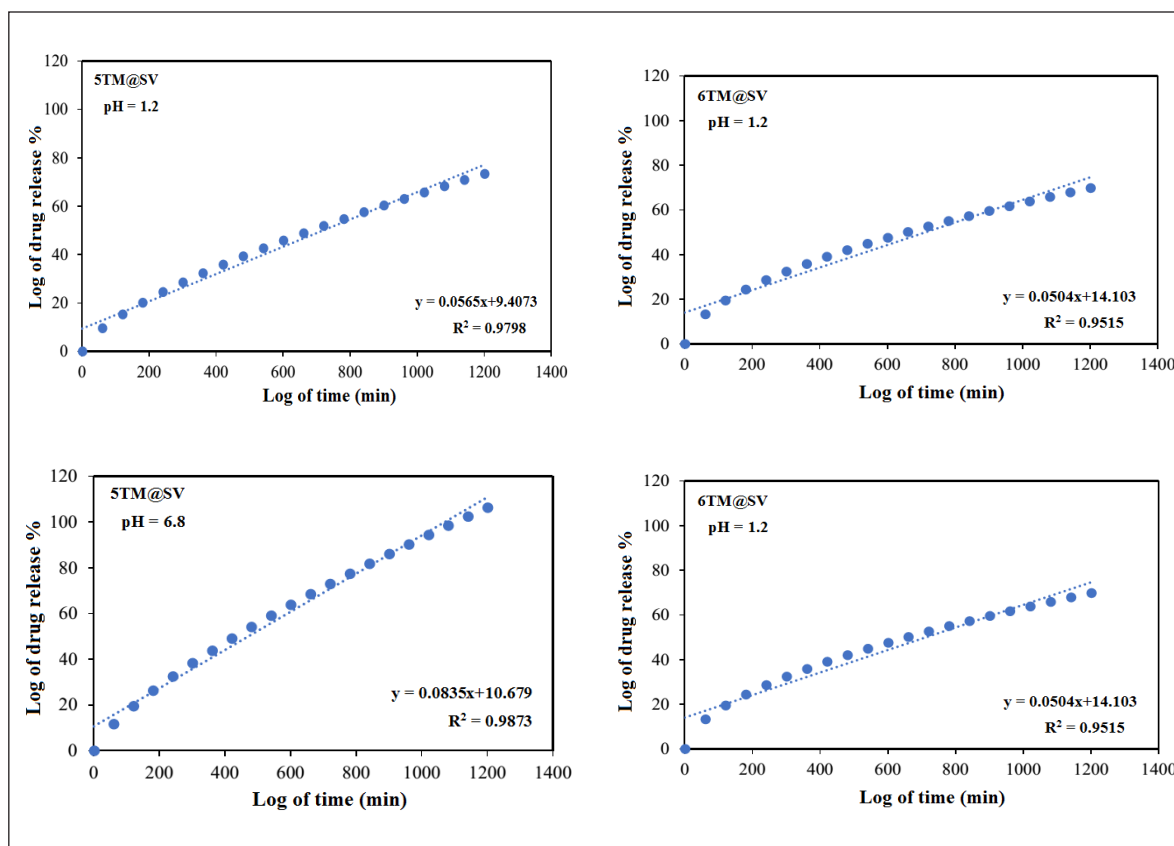 5TM@SV
pH = 1.2
Log of drug release %
120
100
80
60
40
20
0
y = 0.0565x+9.4073
R² = 0.9798
0 200 400 600 800 1000 1200 1400
Log of time (min)
6TM@SV
pH = 1.2
Log of drug release %
120
100
80
60
40
20
0
y = 0.0504x+14.103
R² = 0.9515
0 200 400 600 800 1000 1200 1400
Log of time (min)
5TM@SV
pH = 6.8
Log of drug release %
120
100
80
60
40
20
0
y = 0.0835x+10.679
R² = 0.9873
0 200 400 600 800 1000 1200 1400
Log of time (min)
6TM@SV
pH = 1.2
Log of drug release %
120
100
80
60
40
20
0
y = 0.0504x+14.103
R² = 0.9515
0 200 400 600 800 1000 1200 1400
Log of time (min)